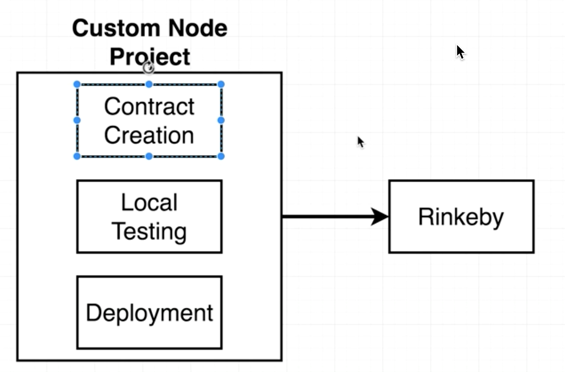 Custom Node
Project
Contract
Creation
Local
Testing
Rinkeby
Deployment